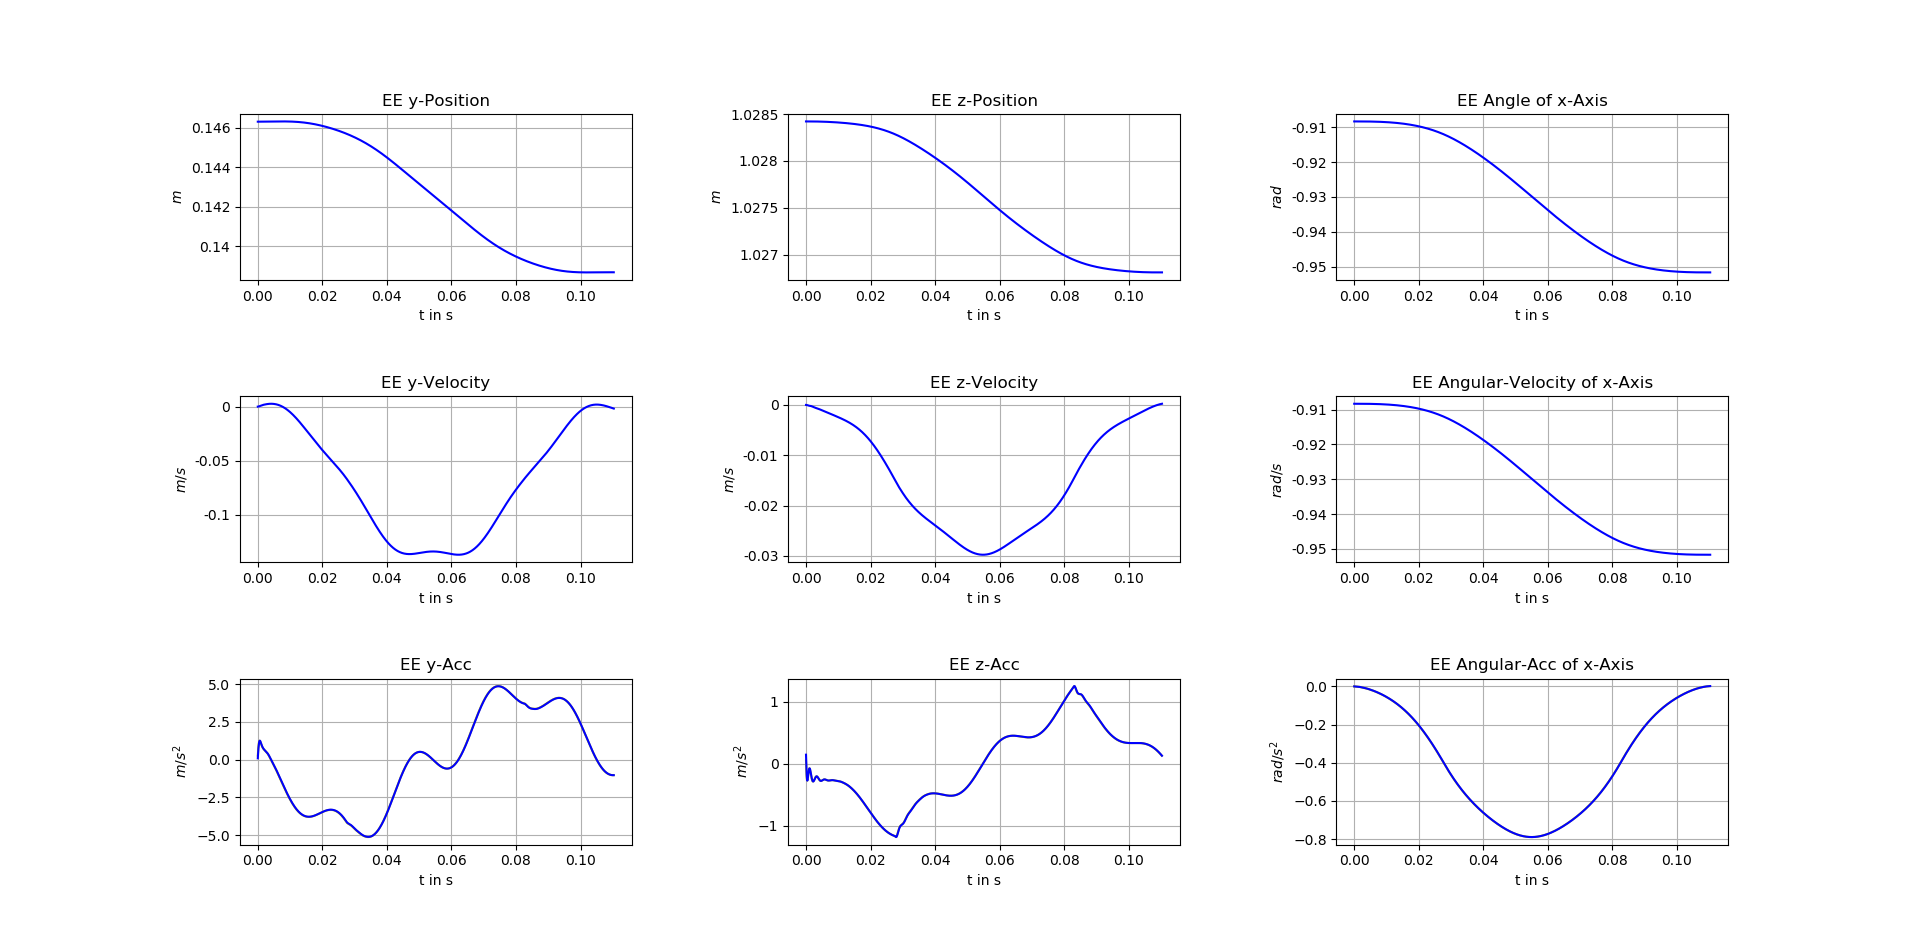 EE y-Position
0.146
0.144
0.142
0.14
m
0.00 0.02 0.04 0.06 0.08 0.10
t in s
EE z-Position
1.0285
1.028
1.0275
1.027
m
0.00 0.02 0.04 0.06 0.08 0.10
t in s
EE Angle of x-Axis
-0.91
-0.92
-0.93
-0.94
-0.95
rad
0.00 0.02 0.04 0.06 0.08 0.10
t in s
EE y-Velocity
0
-0.05
-0.1
m/s
0.00 0.02 0.04 0.06 0.08 0.10
t in s
EE z-Velocity
0
-0.01
-0.02
-0.03
m/s
0.00 0.02 0.04 0.06 0.08 0.10
t in s
EE Angular-Velocity of x-Axis
-0.91
-0.92
-0.93
-0.94
-0.95
rad/s
0.00 0.02 0.04 0.06 0.08 0.10
t in s
EE y-Acc
5.0
2.5
0.0
−2.5
−5.0
m/s²
0.00 0.02 0.04 0.06 0.08 0.10
t in s
EE z-Acc
1
0
−1
m/s²
0.00 0.02 0.04 0.06 0.08 0.10
t in s
EE Angular-Acc of x-Axis
0.0
−0.2
−0.4
−0.6
−0.8
rad/s²
0.00 0.02 0.04 0.06 0.08 0.10
t in s